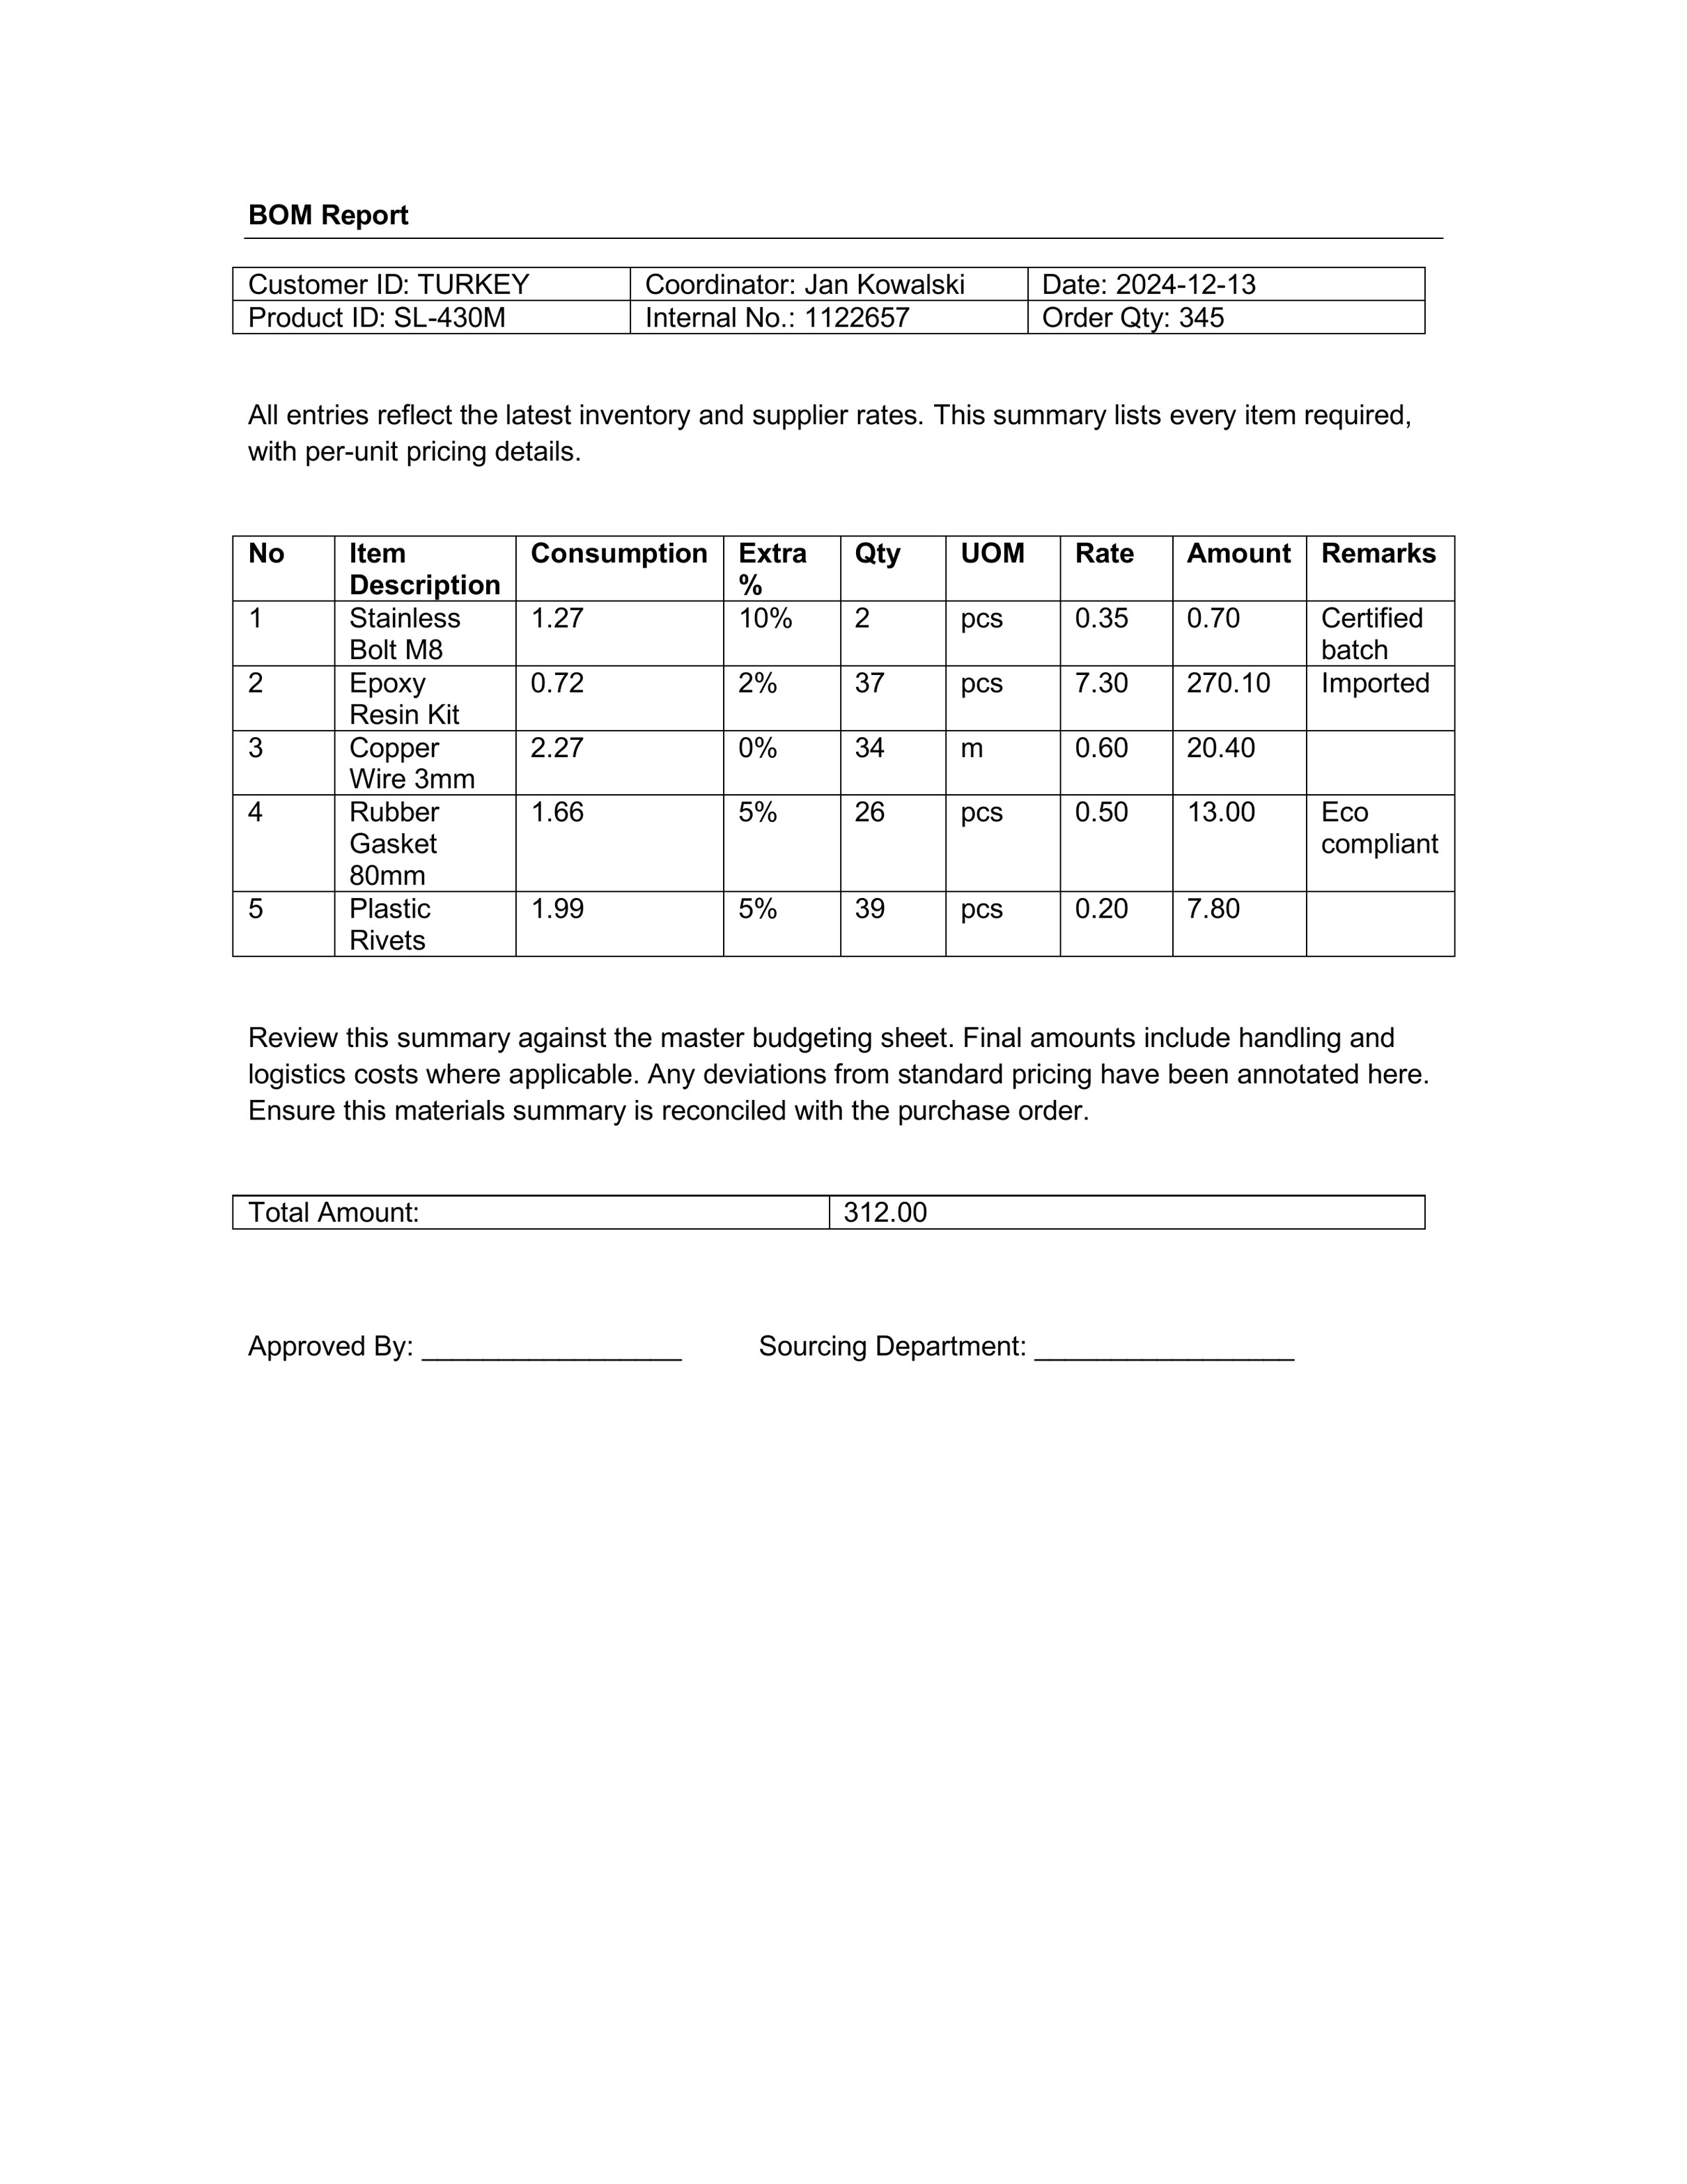 BOM Report
Customer ID: TURKEY Coordinator: Jan Kowalski Date: 2024-12-13
Product ID: SL-430M Internal No.: 1122657 Order Qty: 345
All entries reflect the latest inventory and supplier rates. This summary lists every item required,
with per-unit pricing details.
No Item Description Consumption Extra % Qty UOM Rate Amount Remarks
1 Stainless Bolt M8 1.27 10% 2 pcs 0.35 0.70 Certified batch
2 Epoxy Resin Kit 0.72 2% 37 pcs 7.30 270.10 Imported
3 Copper Wire 3mm 2.27 0% 34 m 0.60 20.40
4 Rubber Gasket 80mm 1.66 5% 26 pcs 0.50 13.00 Eco compliant
5 Plastic Rivets 1.99 5% 39 pcs 0.20 7.80
Review this summary against the master budgeting sheet. Final amounts include handling and
logistics costs where applicable. Any deviations from standard pricing have been annotated here.
Ensure this materials summary is reconciled with the purchase order.
Total Amount: 312.00
Approved By: _________________ Sourcing Department: _________________